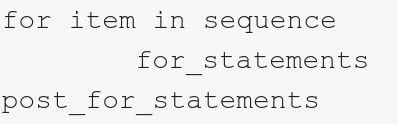 for item in sequence
        for_statements
post_for_statements